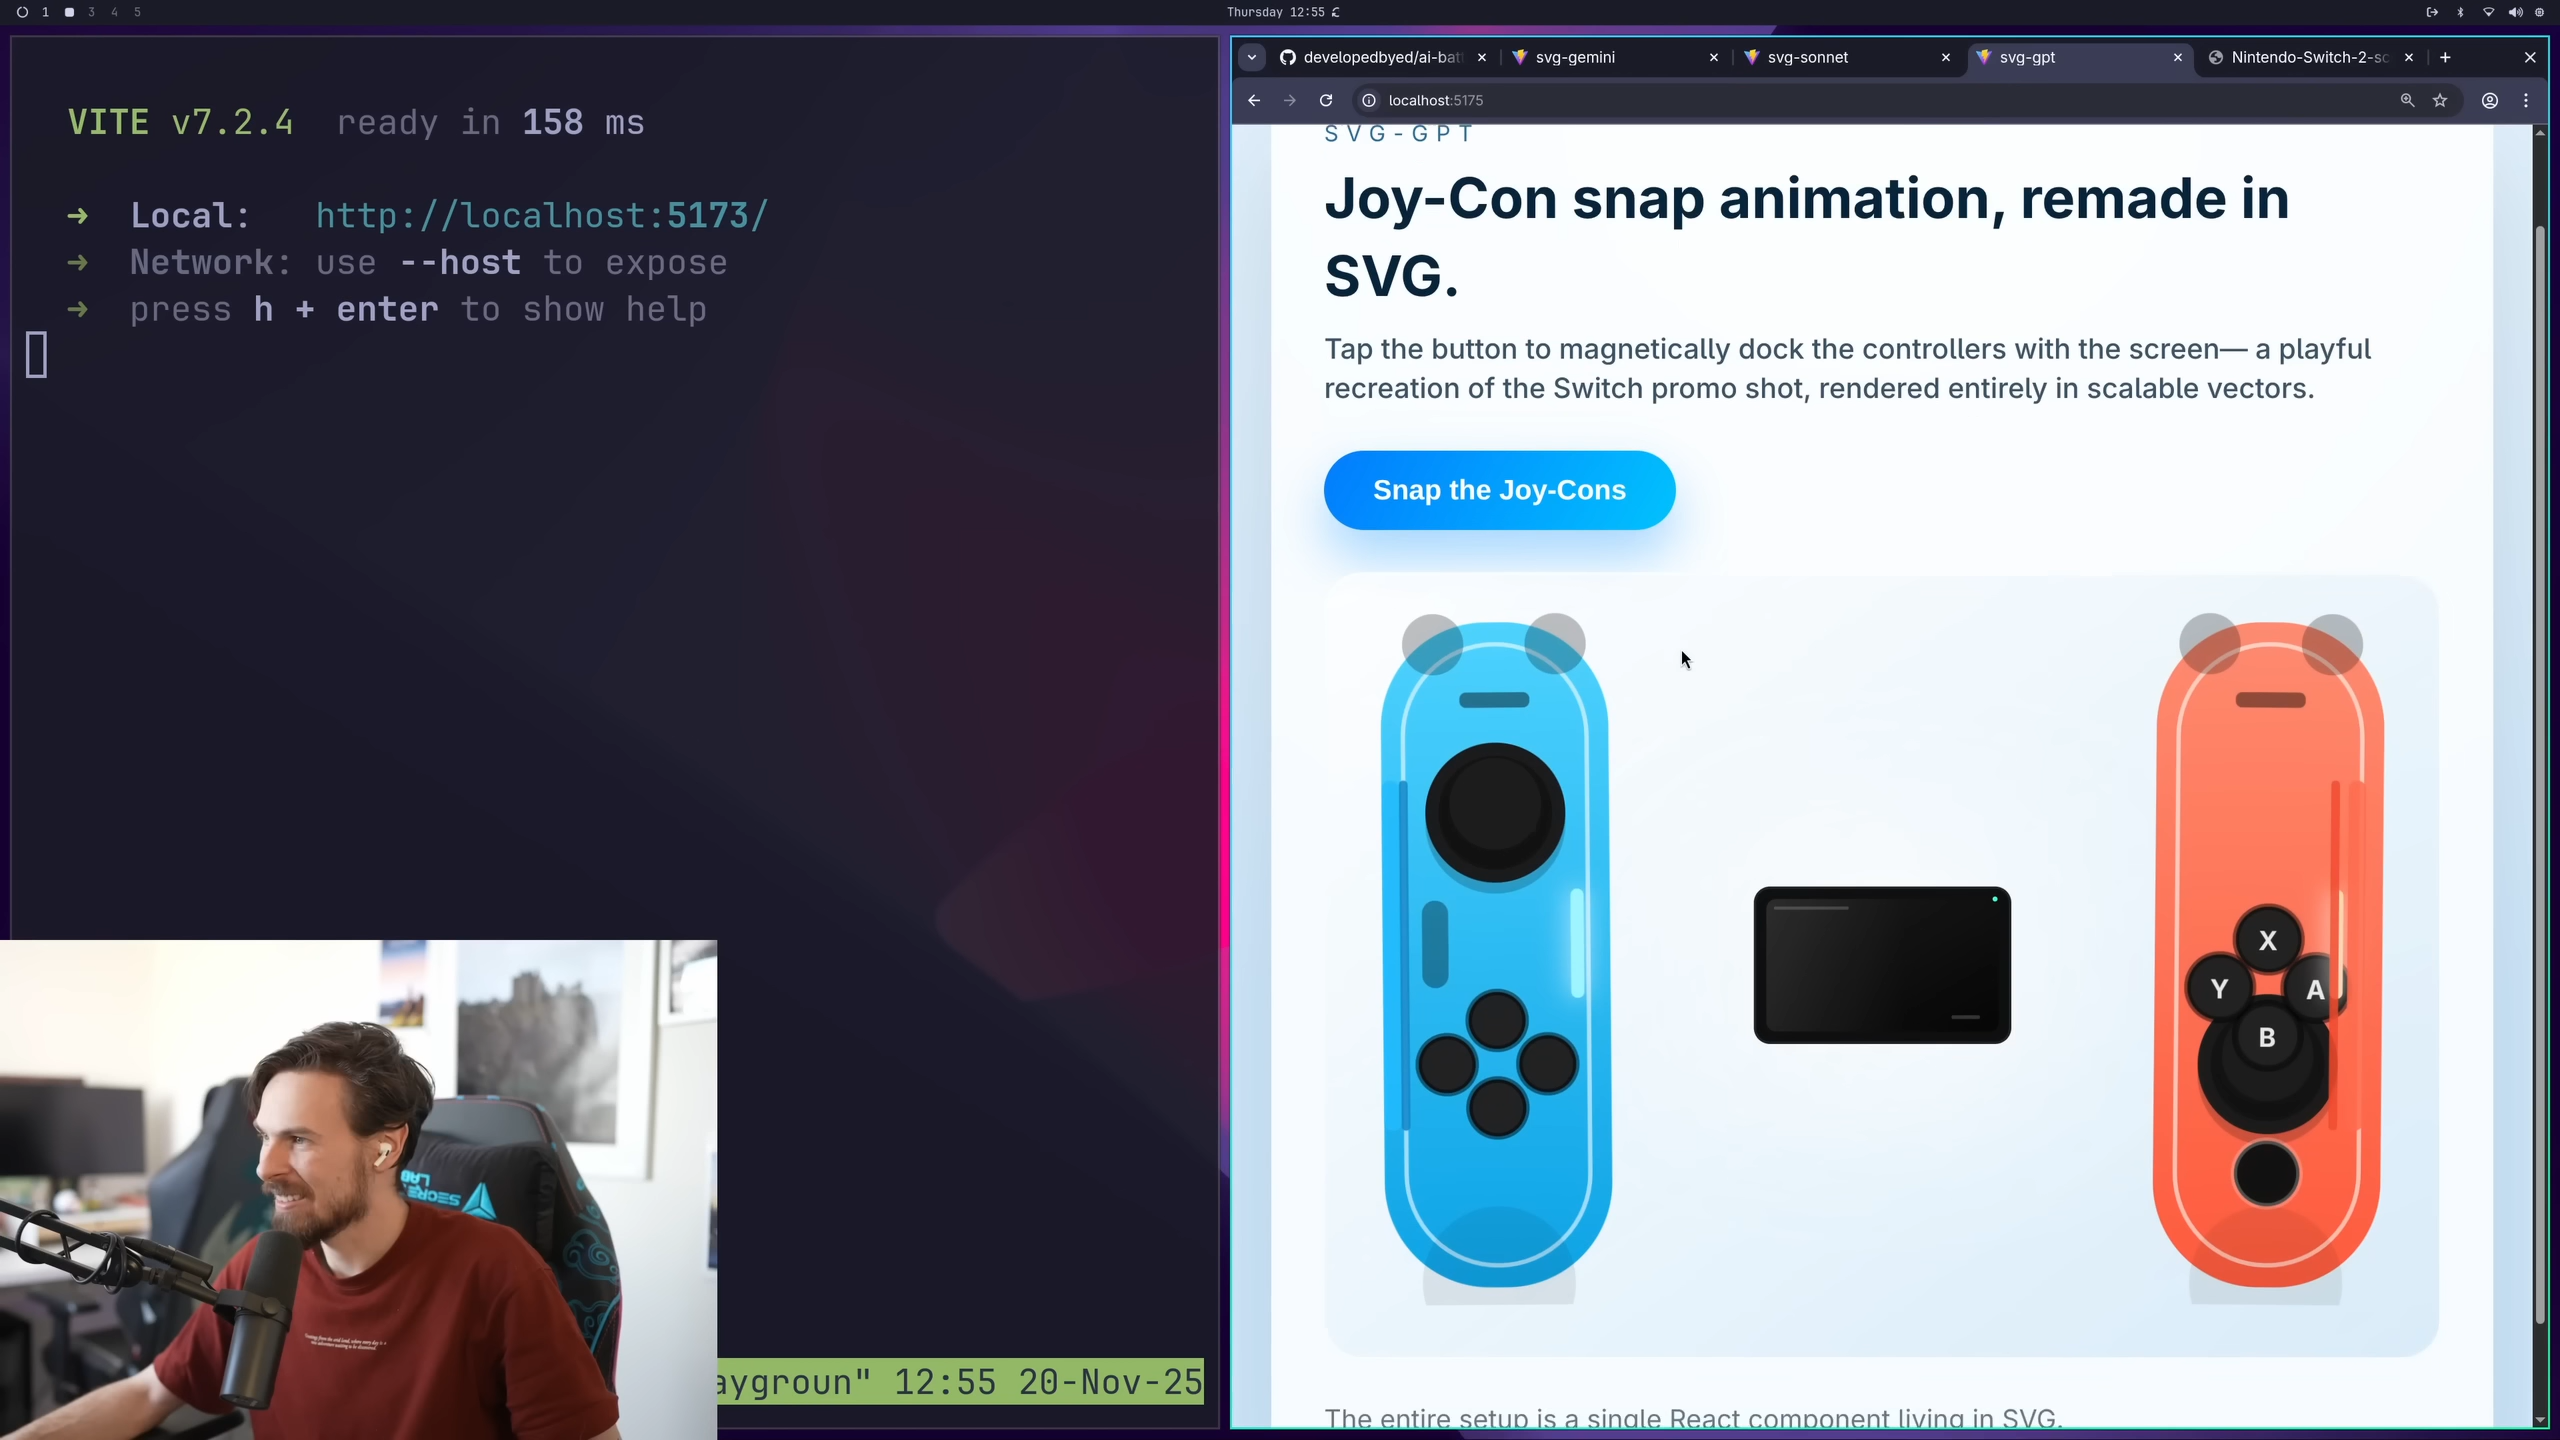 1 3 4 5
Thursday 12:55
VITE v7.2.4 ready in 158 ms
➜ Local: http://localhost:5173/
➜ Network: use --host to expose
➜ press h + enter to show help
aygroun" 12:55 20-Nov-25
developedbyed/ai-bat
svg-gemini
svg-sonnet
svg-gpt
Nintendo-Switch-2-sc
localhost:5175
SVG-GPT
Joy-Con snap animation, remade in
SVG.
Tap the button to magnetically dock the controllers with the screen— a playful
recreation of the Switch promo shot, rendered entirely in scalable vectors.
Snap the Joy-Cons
X
Y
A
B
The entire setup is a single React component living in SVG.